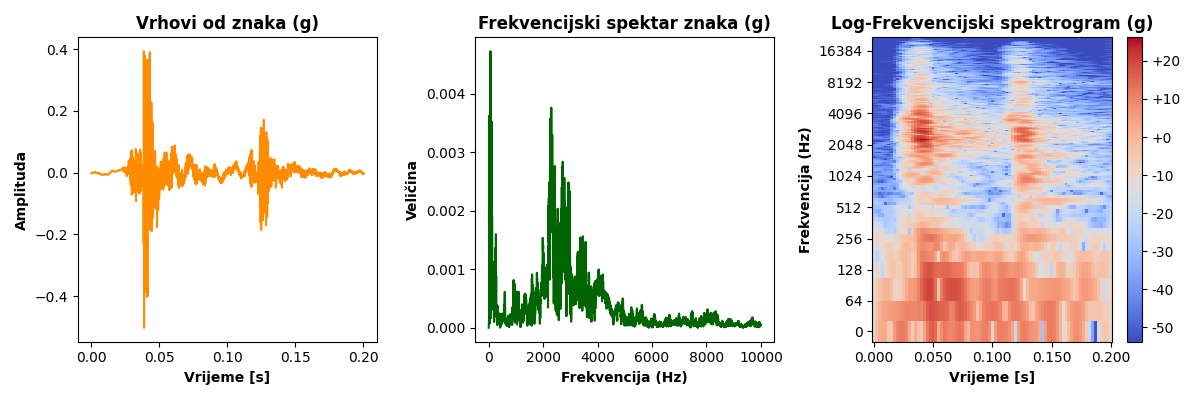 Vrhovi od znaka (g)
0.4
0.2
0.0
−0.2
−0.4
Amplituda
0.00 0.05 0.10 0.15 0.20
Vrijeme [s]
Frekvencijski spektar znaka (g)
0.004
0.003
0.002
0.001
0.000
Veličina
0 2000 4000 6000 8000 10000
Frekvencija (Hz)
Log-Frekvencijski spektrogram (g)
16384
8192
4096
2048
1024
512
256
128
64
0
Frekvencija (Hz)
0.000 0.050 0.100 0.150 0.200
Vrijeme [s]
+20
+10
+0
-10
-20
-30
-40
-50